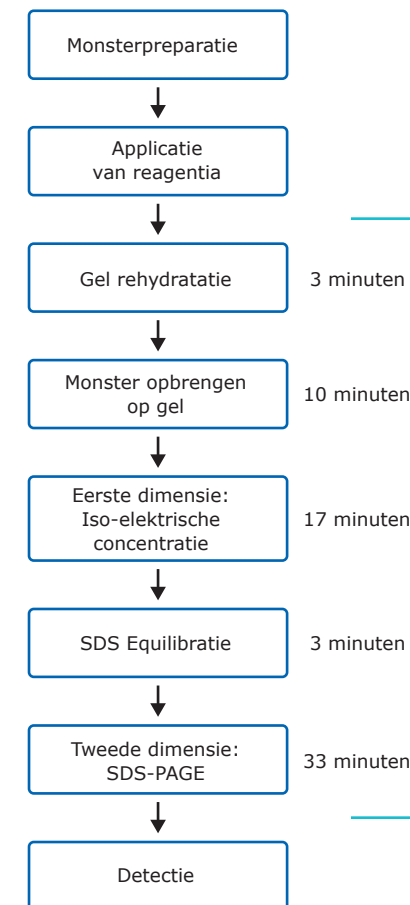 Monsterpreparatie
Applicatie
van reagentia
Gel rehydratatie
3 minuten
Monster opbrengen
op gel
10 minuten
Eerste dimensie:
Iso-elektrische
concentratie
17 minuten
SDS Equilibratie
3 minuten
Tweede dimensie:
SDS-PAGE
33 minuten
Detectie